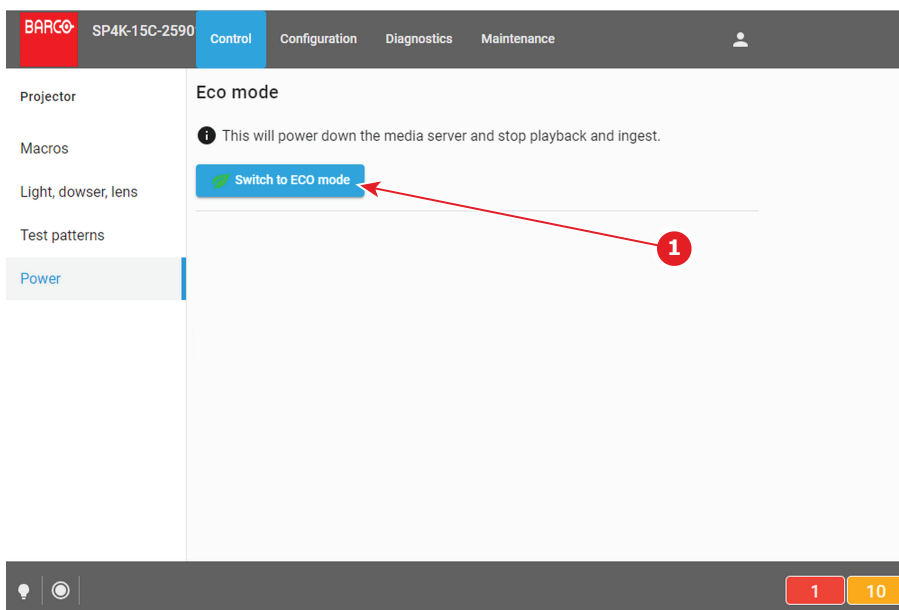 BARCO
SP4K-15C-2590
Control
Configuration
Diagnostics
Maintenance
Projector
Macros
Light, dowser, lens
Test patterns
Power
Eco mode
This will power down the media server and stop playback and ingest.
Switch to ECO mode
1
1
10